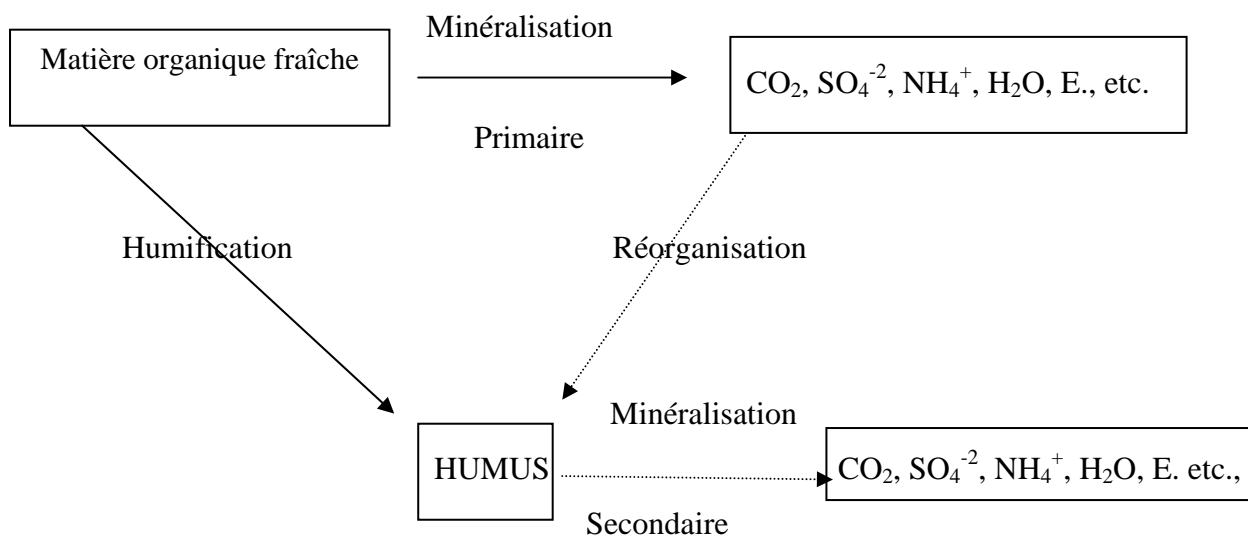 Minéralisation
Matière organique fraîche
CO₂, SO₄⁻², NH₄⁺, H₂O, E., etc.
Primaire
Humification
Réorganisation
Minéralisation
HUMUS
CO₂, SO₄⁻², NH₄⁺, H₂O, E. etc.,
Secondaire